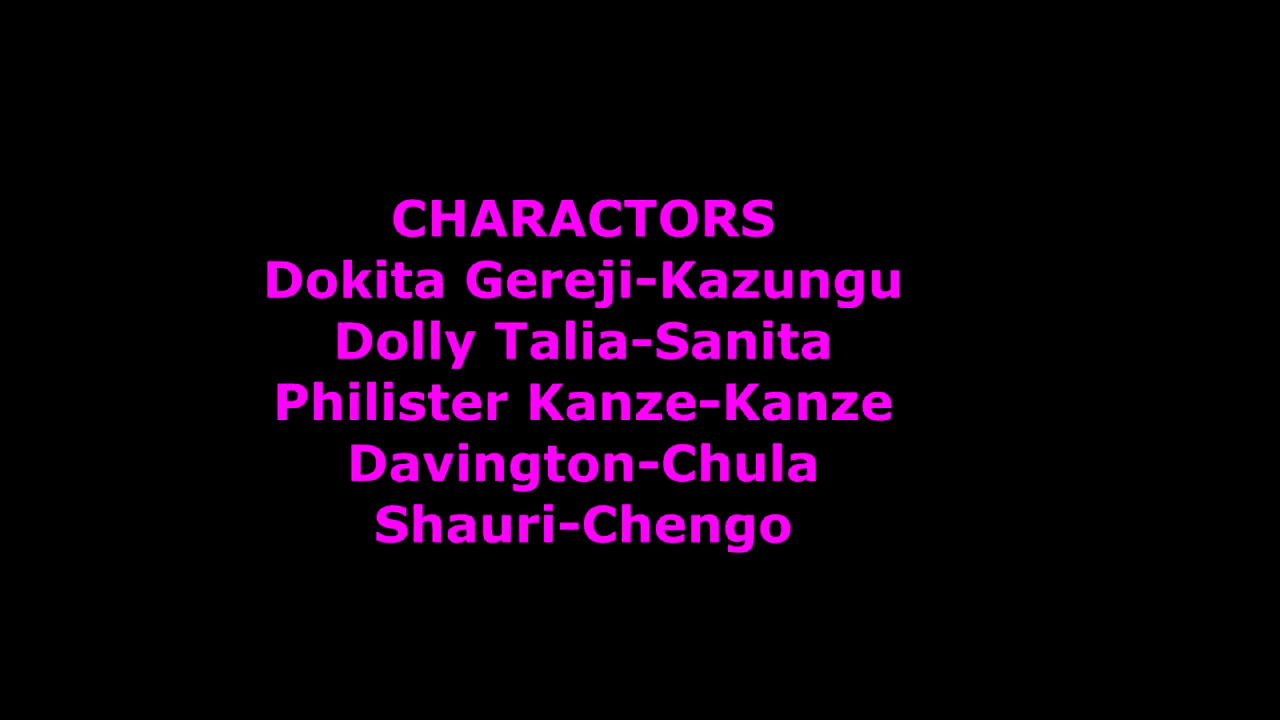 CHARACTORS
Dokita Gereji-Kazungu
Dolly Talia-Sanita
Philister Kanze-Kanze
Davington-Chula
Shauri-Chengo